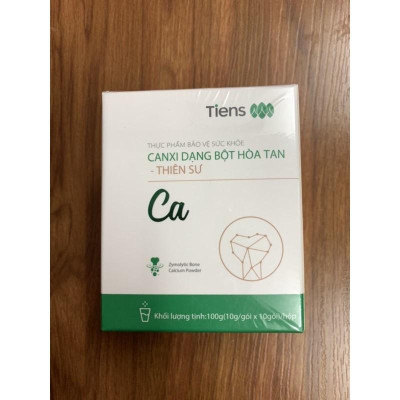 Tiens
THỰC PHẨM BẢO VỆ SỨC KHỎE
CANXI DẠNG BỘT HÒA TAN
- THIÊN SƯ
Ca
Zymolytic Bone
Calcium Powder
Khối lượng tịnh:100g(10g/gói x 10gói)/hộp